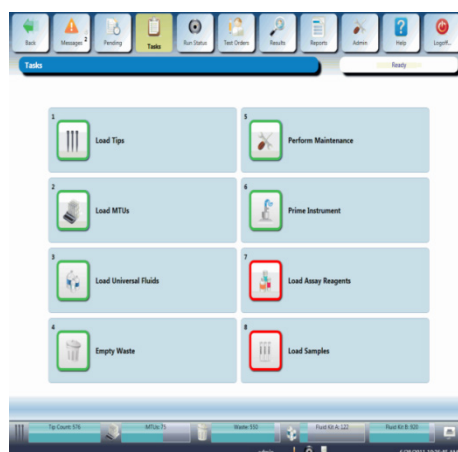 Back Messages 2 Pending Tasks Run Status Test Orders Results Reports Admin Help Logoff...
Tasks Ready
1 Load Tips
2 Load MTUs
3 Load Universal Fluids
4 Empty Waste
5 Perform Maintenance
6 Prime Instrument
7 Load Assay Reagents
8 Load Samples
Tip Count: 576 MTUs: 75 Waste: 550 Fluid Kit A: 122 Fluid Kit B: 920
admin